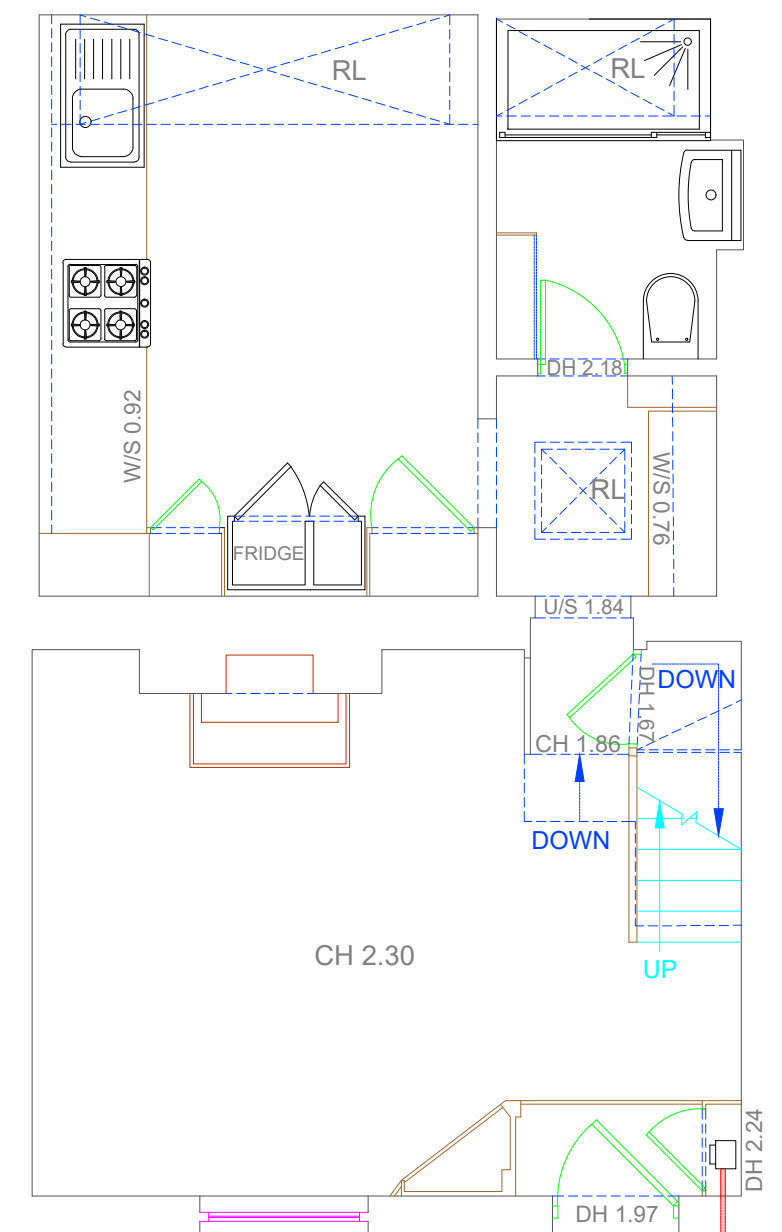 RL
RL
DH 2.18
W/S 0.92
RL
W/S 0.76
FRIDGE
U/S 1.84
DOWN
DH 1.67
CH 1.86
DOWN
CH 2.30
UP
DH 2.24
DH 1.97